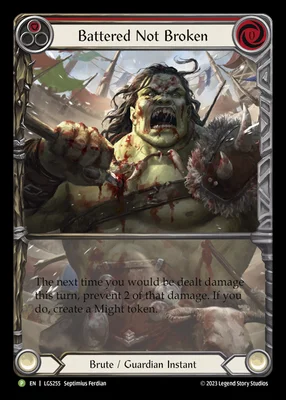 Battered Not Broken
The next time you would be dealt damage
this turn, prevent 2 of that damage. If you
do, create a Might token.
Brute / Guardian Instant
P EN | LGS255 Septimius Ferdian © 2023 Legend Story Studios